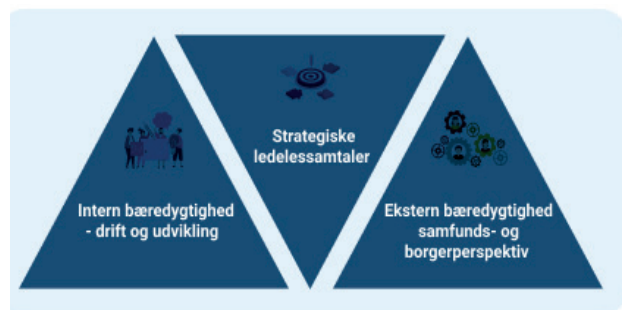 Strategiske
ledelessamtaler
Intern bæredygtighed
- drift og udvikling
Ekstern bæredygtighed
samfunds- og
borgerperspektiv